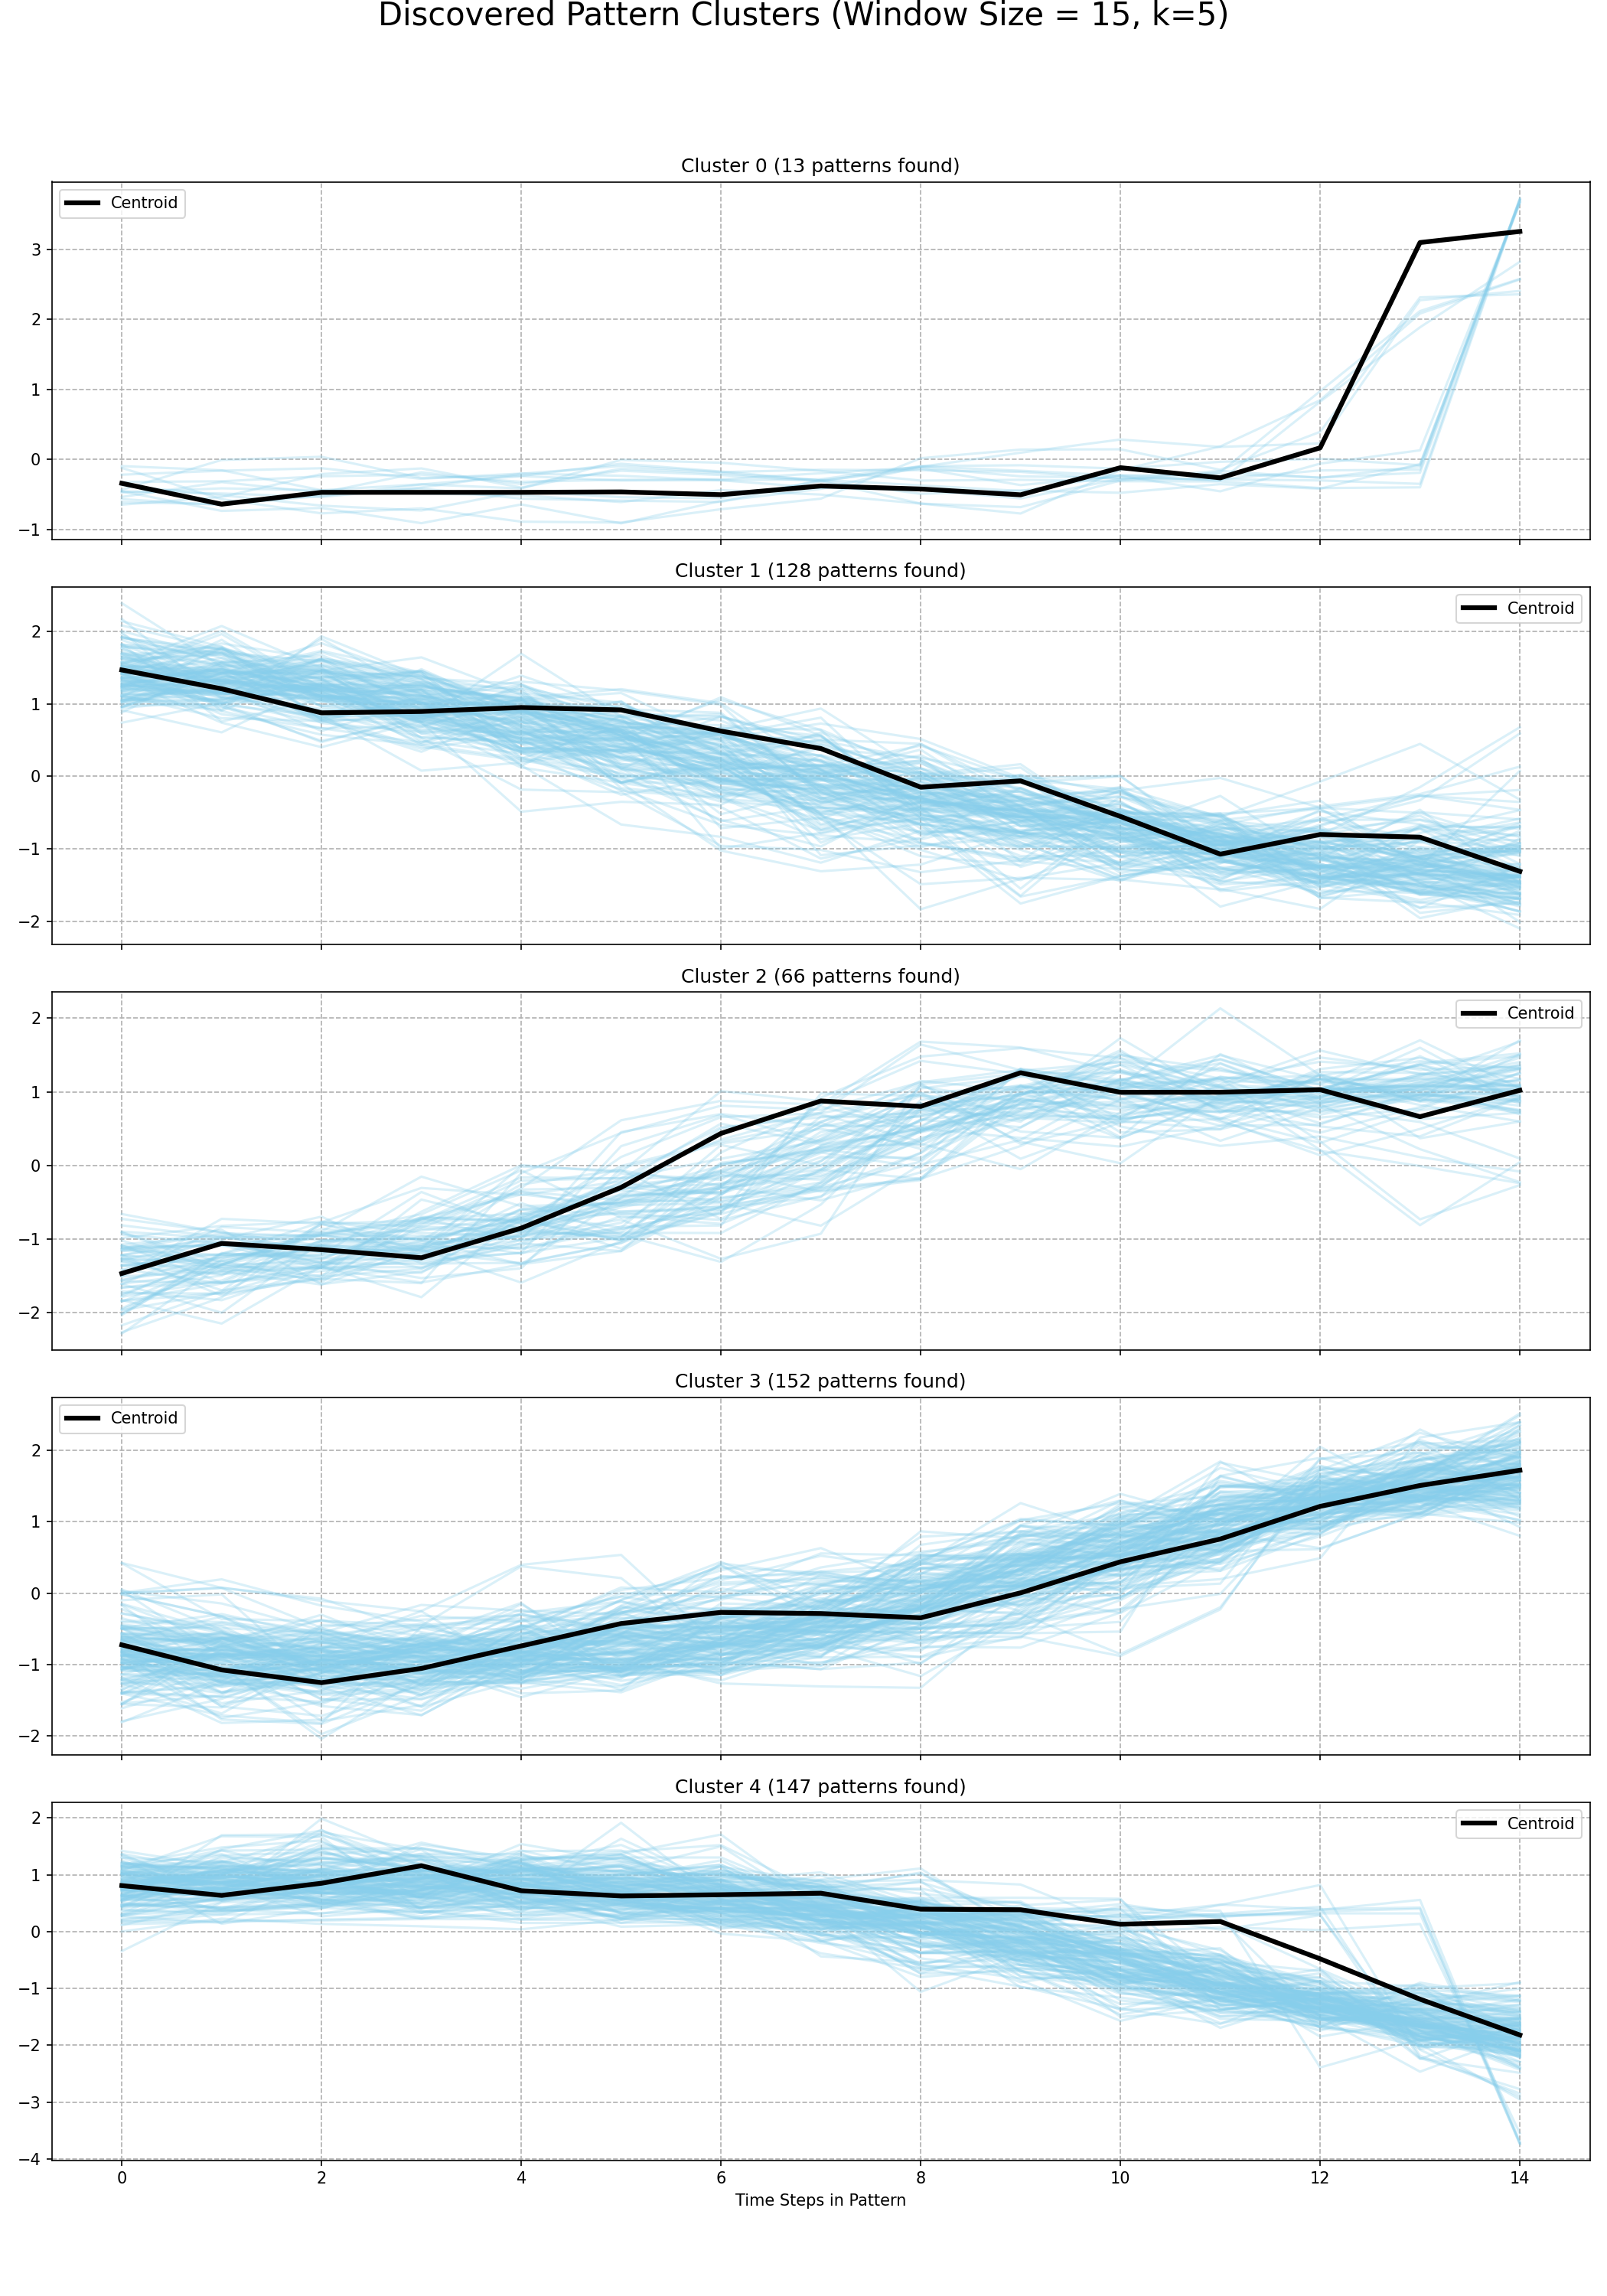 Discovered Pattern Clusters (Window Size = 15, k=5)
Cluster 0 (13 patterns found)
Centroid
3
2
1
0
−1
Cluster 1 (128 patterns found)
Centroid
2
1
0
−1
−2
Cluster 2 (66 patterns found)
Centroid
2
1
0
−1
−2
Cluster 3 (152 patterns found)
Centroid
2
1
0
−1
−2
Cluster 4 (147 patterns found)
Centroid
2
1
0
−1
−2
−3
−4
0 2 4 6 8 10 12 14
Time Steps in Pattern